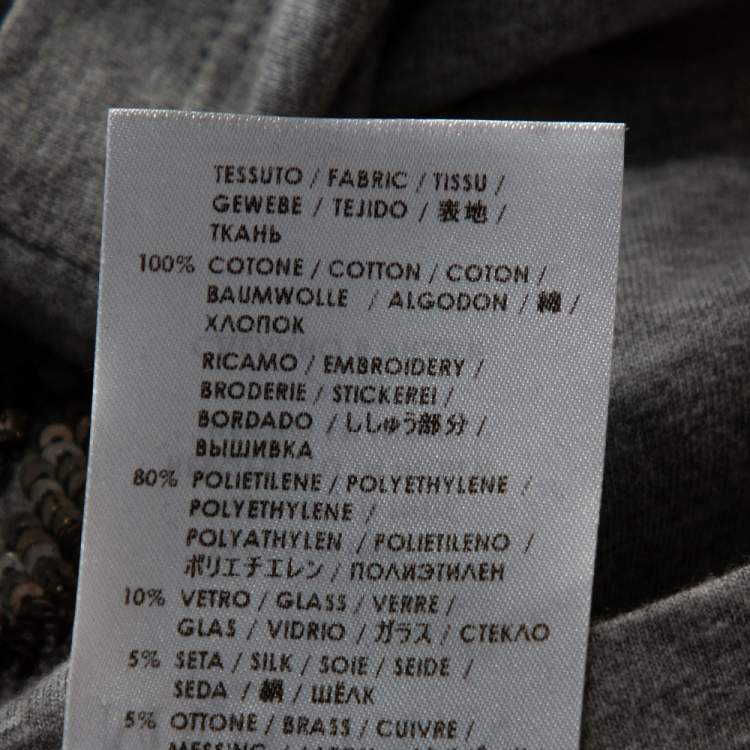 TESSUTO / FABRIC / TISSU /
GEWEBE / TEJIDO / 表地 /
ТКАНЬ
100% COTONE / COTTON / COTON /
BAUMWOLLE / ALGODON / 綿 /
ХЛОПОК
RICAMO / EMBROIDERY /
BRODERIE / STICKEREI /
BORDADO / ししゅう部分 /
ВЫШИВКА
80% POLIETILENE / POLYETHYLENE /
POLYETHYLENE /
POLYATHYLEN / POLIETILENO /
ポリエチエレン / ПОЛИЭТИЛЕН
10% VETRO / GLASS / VERRE /
GLAS / VIDRIO / ガラス / СТЕКЛО
5% SETA / SILK / SOIE / SEIDE /
SEDA / 絹 / ШЁЛК
5% OTTONE / BRASS / CUIVRE /